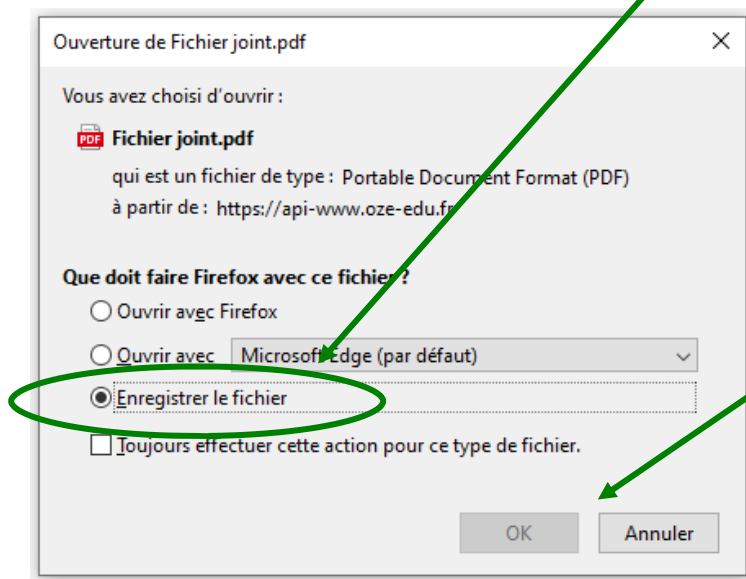 Ouverture de Fichier joint.pdf
Vous avez choisi d'ouvrir :
PDF Fichier joint.pdf
qui est un fichier de type : Portable Document Format (PDF)
à partir de : https://api-www.oze-edu.fr
Que doit faire Firefox avec ce fichier ?
Ouvrir avec Firefox
Ouvrir avec Microsoft Edge (par défaut)
Enregistrer le fichier
Toujours effectuer cette action pour ce type de fichier.
OK Annuler